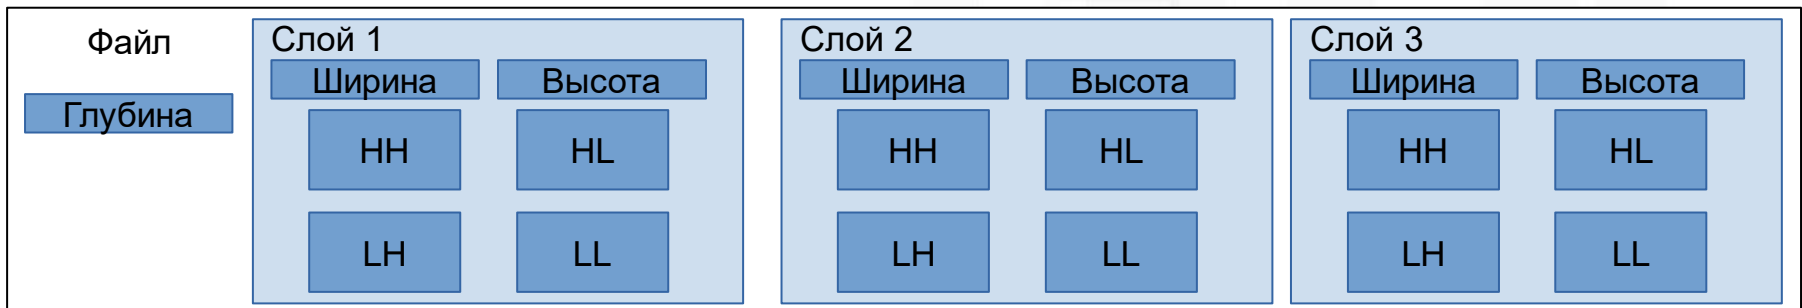 Файл
Глубина
Слой 1
Ширина Высота
HH HL
LH LL
Слой 2
Ширина Высота
HH HL
LH LL
Слой 3
Ширина Высота
HH HL
LH LL